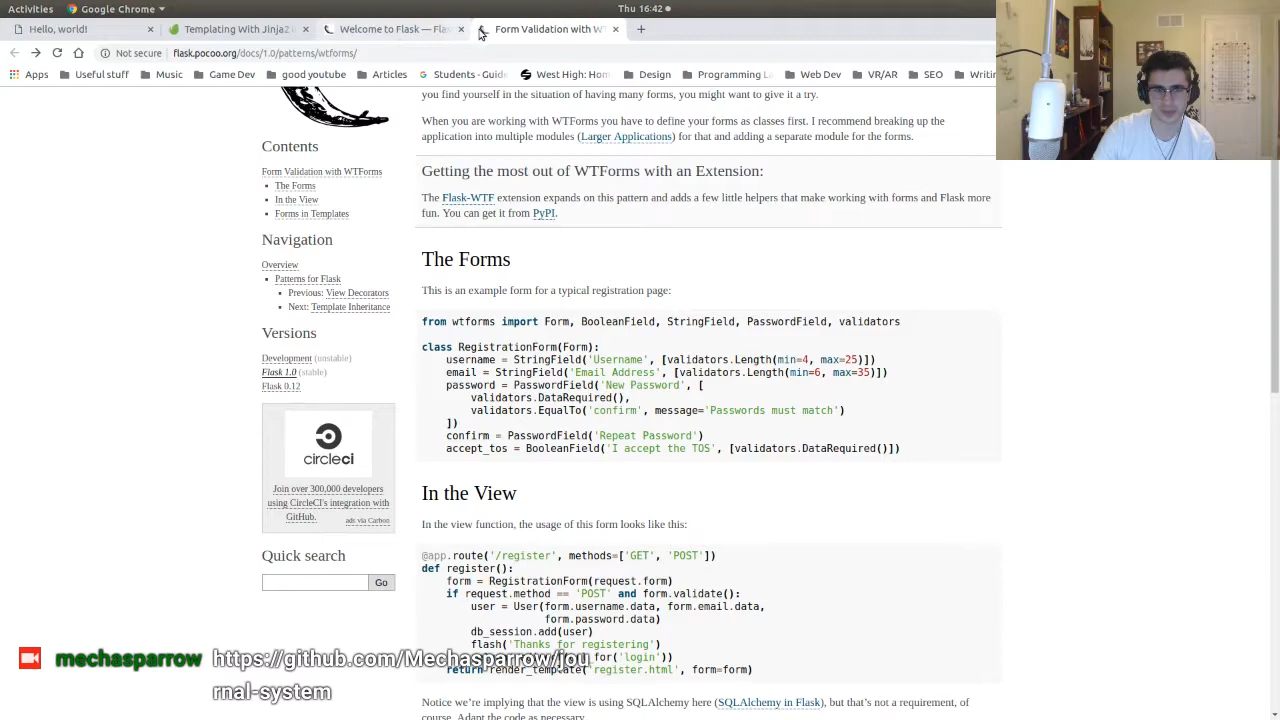 Activities
Google Chrome
Thu 16:42
Hello, world!
Templating With Jinja2
Welcome to Flask — Flas
Form Validation with WT
Not secure
flask.pocoo.org/docs/1.0/patterns/wtforms/
Apps
Useful stuff
Music
Game Dev
good youtube
Articles
Students - Guide
West High: Hom
Design
Programming La
Web Dev
VR/AR
SEO
Writin
you find yourself in the situation of having many forms, you might want to give it a try.
When you are working with WTForms you have to define your forms as classes first. I recommend breaking up the
application into multiple modules (Larger Applications) for that and adding a separate module for the forms.
Getting the most out of WTForms with an Extension:
The Flask-WTF extension expands on this pattern and adds a few little helpers that make working with forms and Flask more
fun. You can get it from PyPI.
The Forms
This is an example form for a typical registration page:
from wtforms import Form, BooleanField, StringField, PasswordField, validators
class RegistrationForm(Form):
username = StringField('Username', [validators.Length(min=4, max=25)])
email = StringField('Email Address', [validators.Length(min=6, max=35)])
password = PasswordField('New Password', [
validators.DataRequired(),
validators.EqualTo('confirm', message='Passwords must match')
])
confirm = PasswordField('Repeat Password')
accept_tos = BooleanField('I accept the TOS', [validators.DataRequired()])
In the View
In the view function, the usage of this form looks like this:
@app.route('/register', methods=['GET', 'POST'])
def register():
form = RegistrationForm(request.form)
if request.method == 'POST' and form.validate():
user = User(form.username.data, form.email.data,
form.password.data)
db_session.add(user)
flash('Thanks for registering')
for('login'))
return render_template('register.html', form=form)
Notice we're implying that the view is using SQLAlchemy here (SQLAlchemy in Flask), but that's not a requirement, of
course. Adapt the code as necessary.
Contents
Form Validation with WTForms
The Forms
In the View
Forms in Templates
Navigation
Overview
Patterns for Flask
Previous: View Decorators
Next: Template Inheritance
Versions
Development (unstable)
Flask 1.0 (stable)
Flask 0.12
circleci
Join over 300,000 developers
using CircleCI's integration with
GitHub.
ads via Carbon
Quick search
Go
mechasparrow https://github.com/Mechasparrow/jou
rnal-system